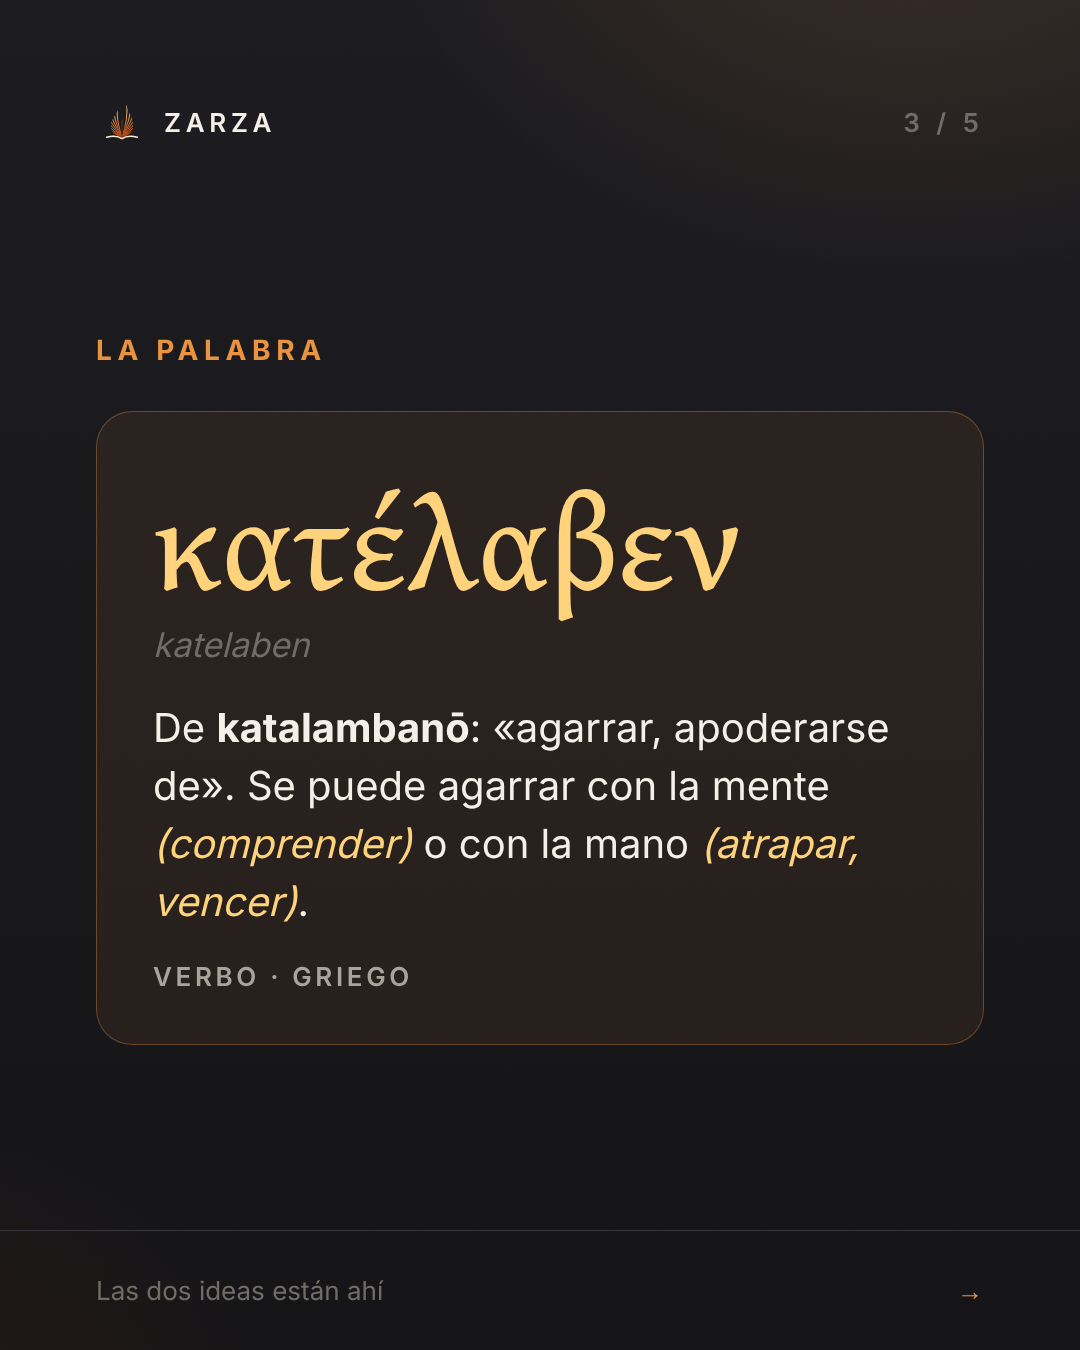 ZARZA
3 / 5
LA PALABRA
κατέλαβεν
katelaben
De katalambanō: «agarrar, apoderarse
de». Se puede agarrar con la mente
(comprender) o con la mano (atrapar,
vencer).
VERBO · GRIEGO
Las dos ideas están ahí →